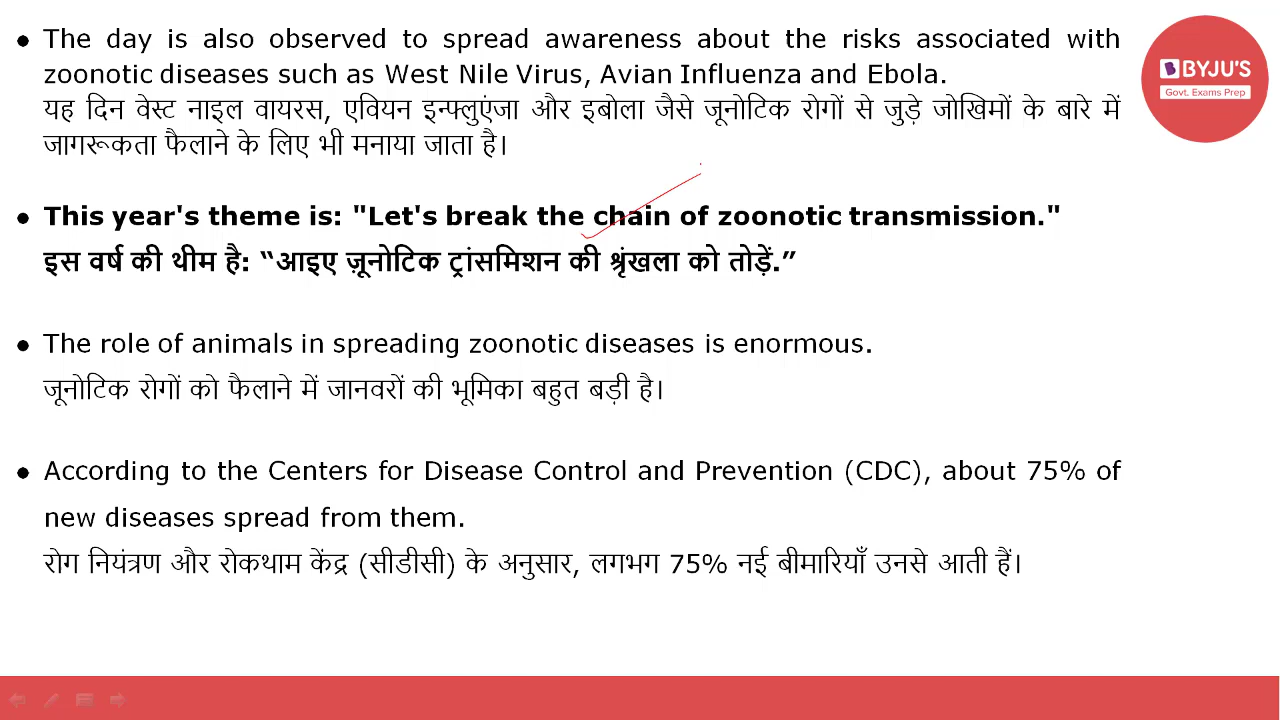 • The day is also observed to spread awareness about the risks associated with
zoonotic diseases such as West Nile Virus, Avian Influenza and Ebola.
यह दिन वेस्ट नाइल वायरस, एवियन इन्फ्लुएंजा और इबोला जैसे जूनोटिक रोगों से जुड़े जोखिमों के बारे में
जागरूकता फैलाने के लिए भी मनाया जाता है।
• This year's theme is: "Let's break the chain of zoonotic transmission."
इस वर्ष की थीम है: “आइए ज़ूनोटिक ट्रांसमिशन की श्रृंखला को तोड़ें.”
• The role of animals in spreading zoonotic diseases is enormous.
जूनोटिक रोगों को फैलाने में जानवरों की भूमिका बहुत बड़ी है।
• According to the Centers for Disease Control and Prevention (CDC), about 75% of
new diseases spread from them.
रोग नियंत्रण और रोकथाम केंद्र (सीडीसी) के अनुसार, लगभग 75% नई बीमारियाँ उनसे आती हैं।
BYJU'S
Govt. Exams Prep